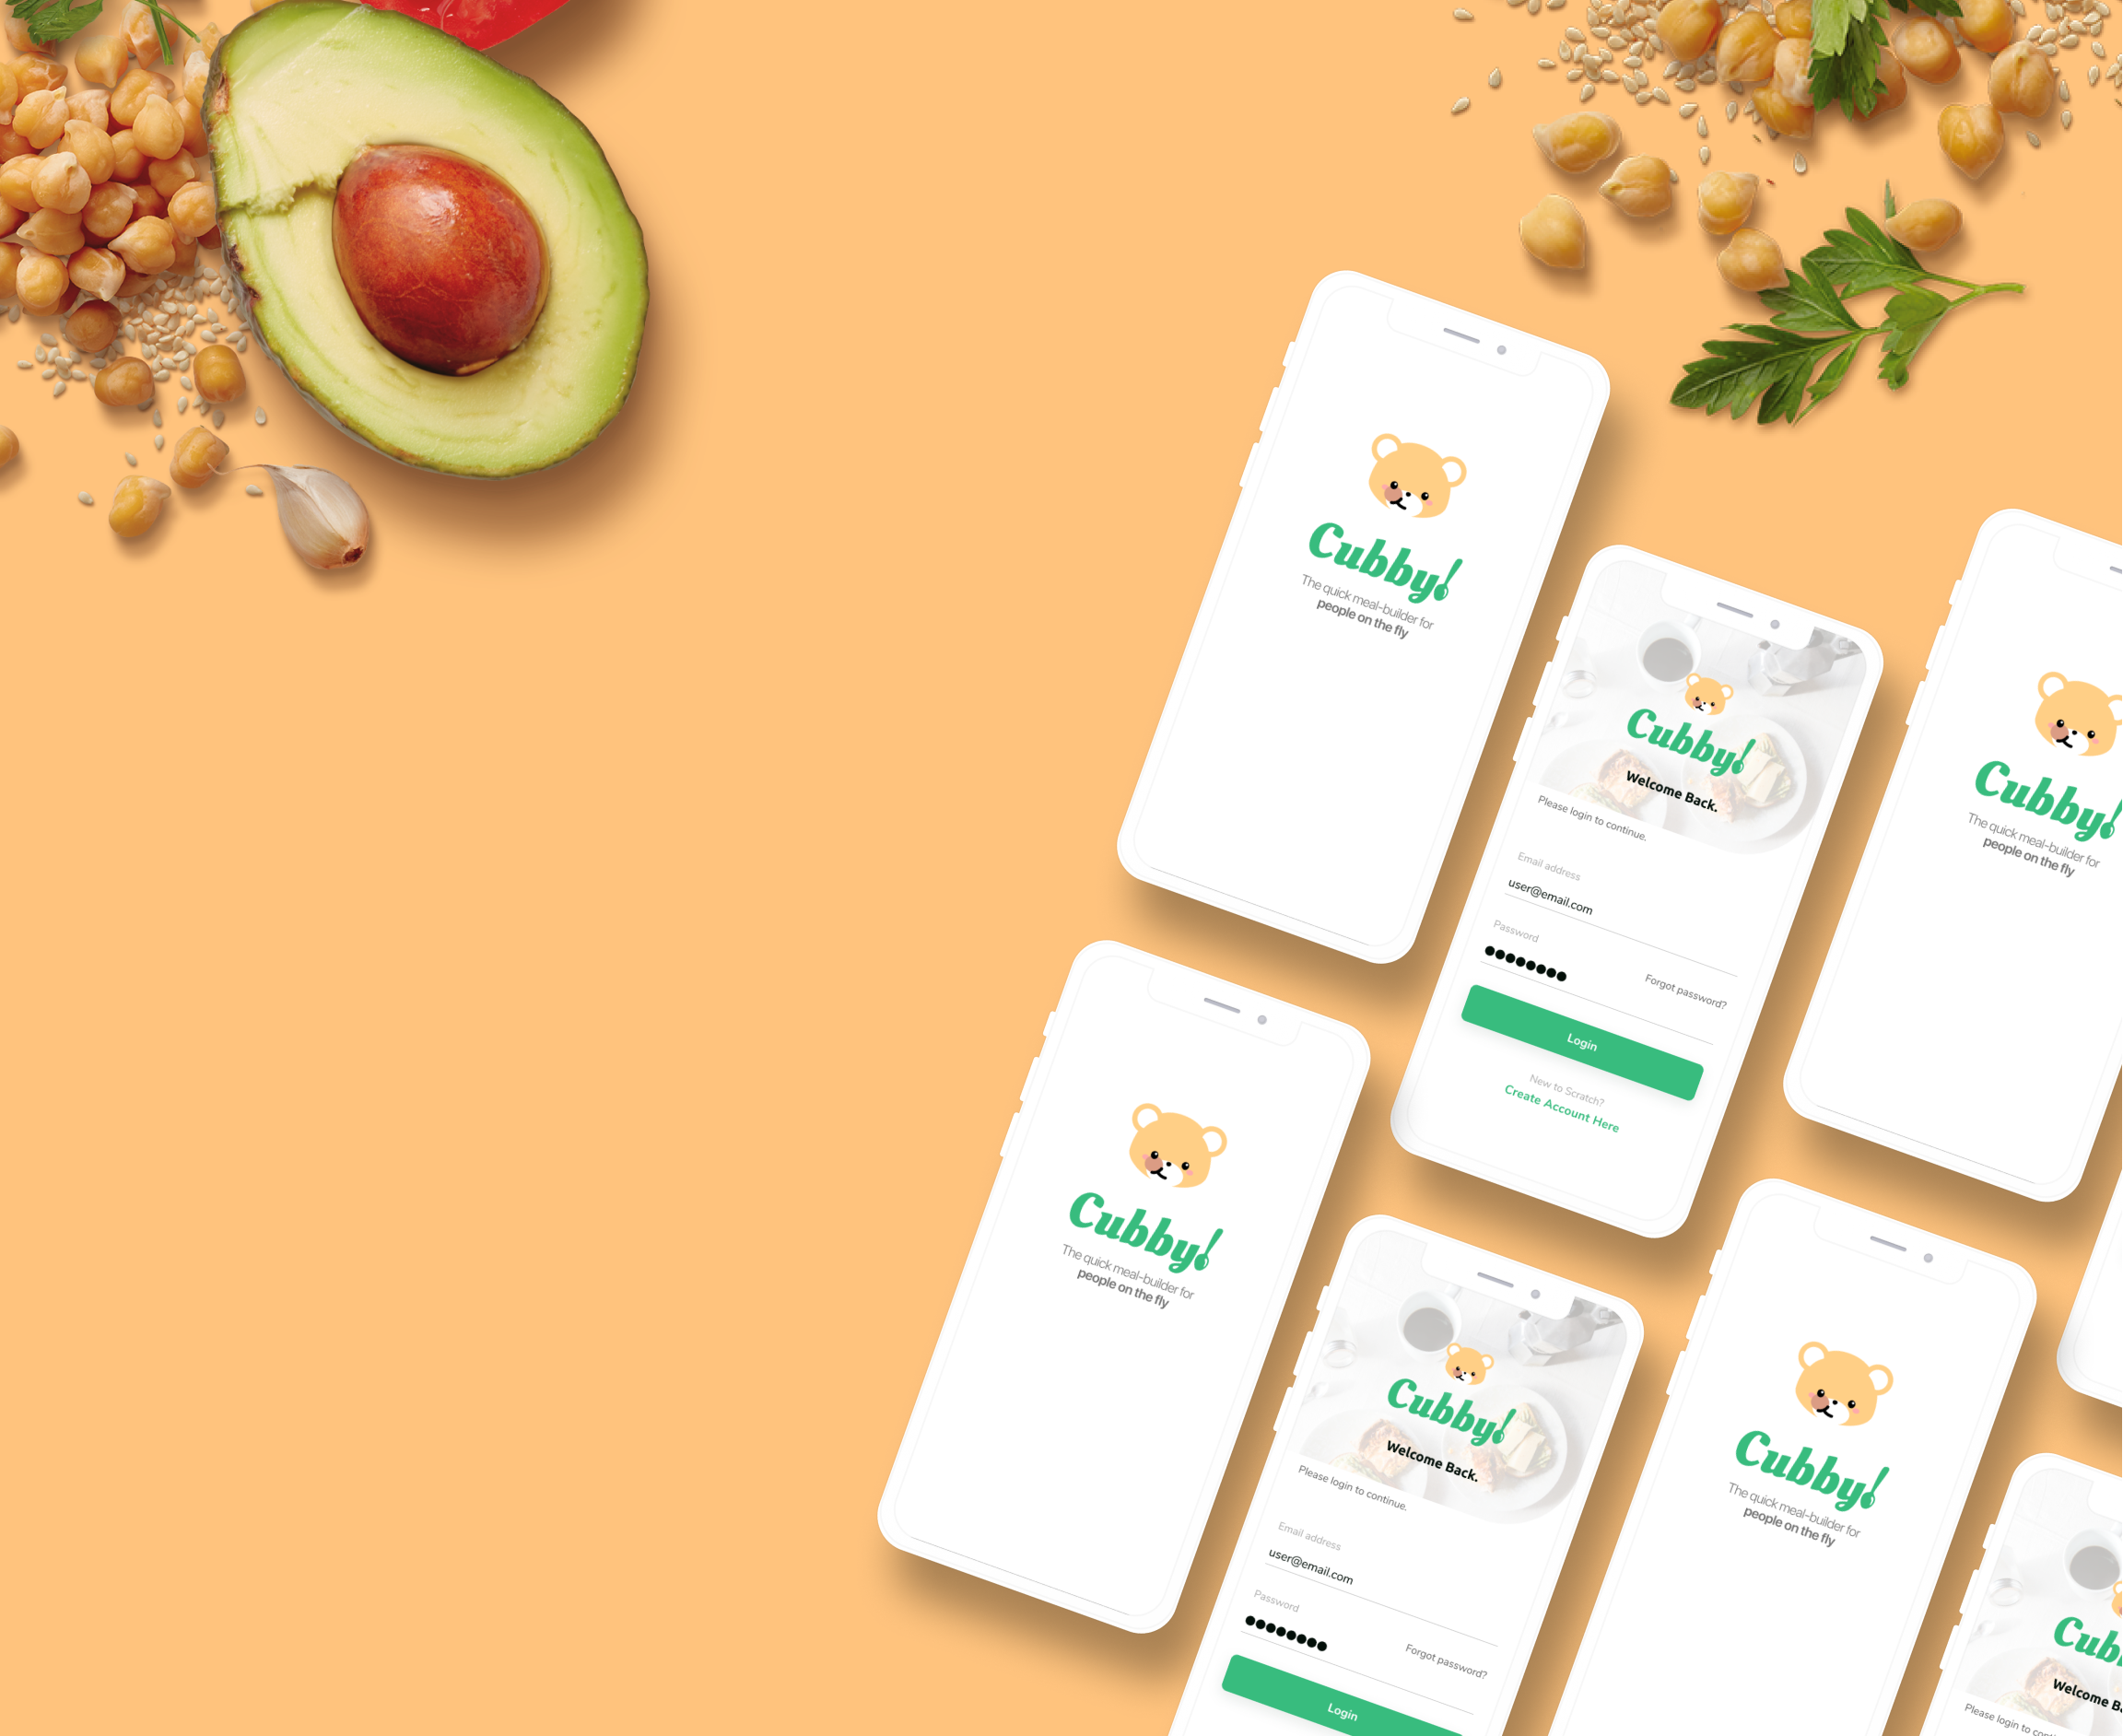 Cubby!
The quick meal-builder for
people on the fly
Cubby!
Welcome Back.
Please login to continue.
Email address
user@email.com
Password
●●●●●●●●
Forgot password?
Login
New to Scratch?
Create Account Here
Cubby!
The quick meal-builder for
people on the fly
Cubby!
The quick meal-builder for
people on the fly
Cubby!
Welcome Back.
Please login to continue.
Email address
user@email.com
Password
●●●●●●●●
Forgot password?
Login
Cubby!
The quick meal-builder for
people on the fly
Welcome
Please login to